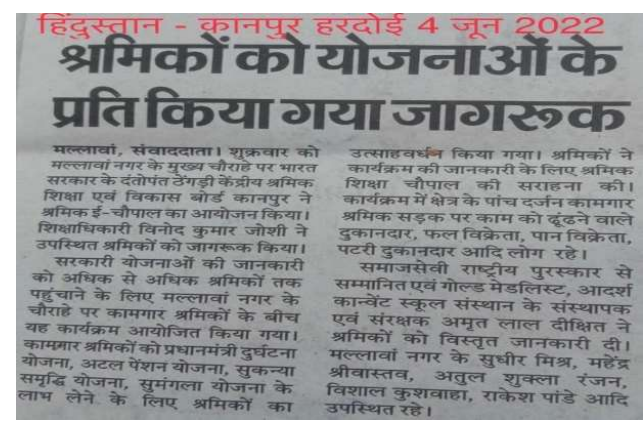 हिंदुस्तान - कानपुर हरदोई 4 जून 2022
श्रमिकों को योजनाओं के
प्रति किया गया जागरूक
मल्लावां, संवाददाता। शुक्रवार को
मल्लावां नगर के मुख्य चौराहे पर भारत
सरकार के दंतोपंत ठेंगड़ी केंद्रीय श्रमिक
शिक्षा एवं विकास बोर्ड कानपुर ने
श्रमिक ई-चौपाल का आयोजन किया।
शिक्षाधिकारी विनोद कुमार जोशी ने
उपस्थित श्रमिकों को जागरूक किया।
सरकारी योजनाओं की जानकारी
को अधिक से अधिक श्रमिकों तक
पहुंचाने के लिए मल्लावां नगर के
चौराहे पर कामगार श्रमिकों के बीच
यह कार्यक्रम आयोजित किया गया।
कामगार श्रमिकों को प्रधानमंत्री दुर्घटना
योजना, अटल पेंशन योजना, सुकन्या
समृद्धि योजना, सुमंगला योजना के
लाभ लेने के लिए श्रमिकों का
उत्साहवर्धन किया गया। श्रमिकों ने
कार्यक्रम की जानकारी के लिए श्रमिक
शिक्षा चौपाल की सराहना की।
कार्यक्रम में क्षेत्र के पांच दर्जन कामगार
श्रमिक सड़क पर काम को ढूंढने वाले
दुकानदार, फल विक्रेता, पान विक्रेता,
पटरी दुकानदार आदि लोग रहे।
समाजसेवी राष्ट्रीय पुरस्कार से
सम्मानित एवं गोल्ड मेडलिस्ट, आदर्श
कान्वेंट स्कूल संस्थान के संस्थापक
एवं संरक्षक अमृत लाल दीक्षित ने
श्रमिकों को विस्तृत जानकारी दी।
मल्लावां नगर के सुधीर मिश्र, महेंद्र
श्रीवास्तव, अतुल शुक्ला रंजन,
विशाल कुशवाहा, राकेश पांडे आदि
उपस्थित रहे।